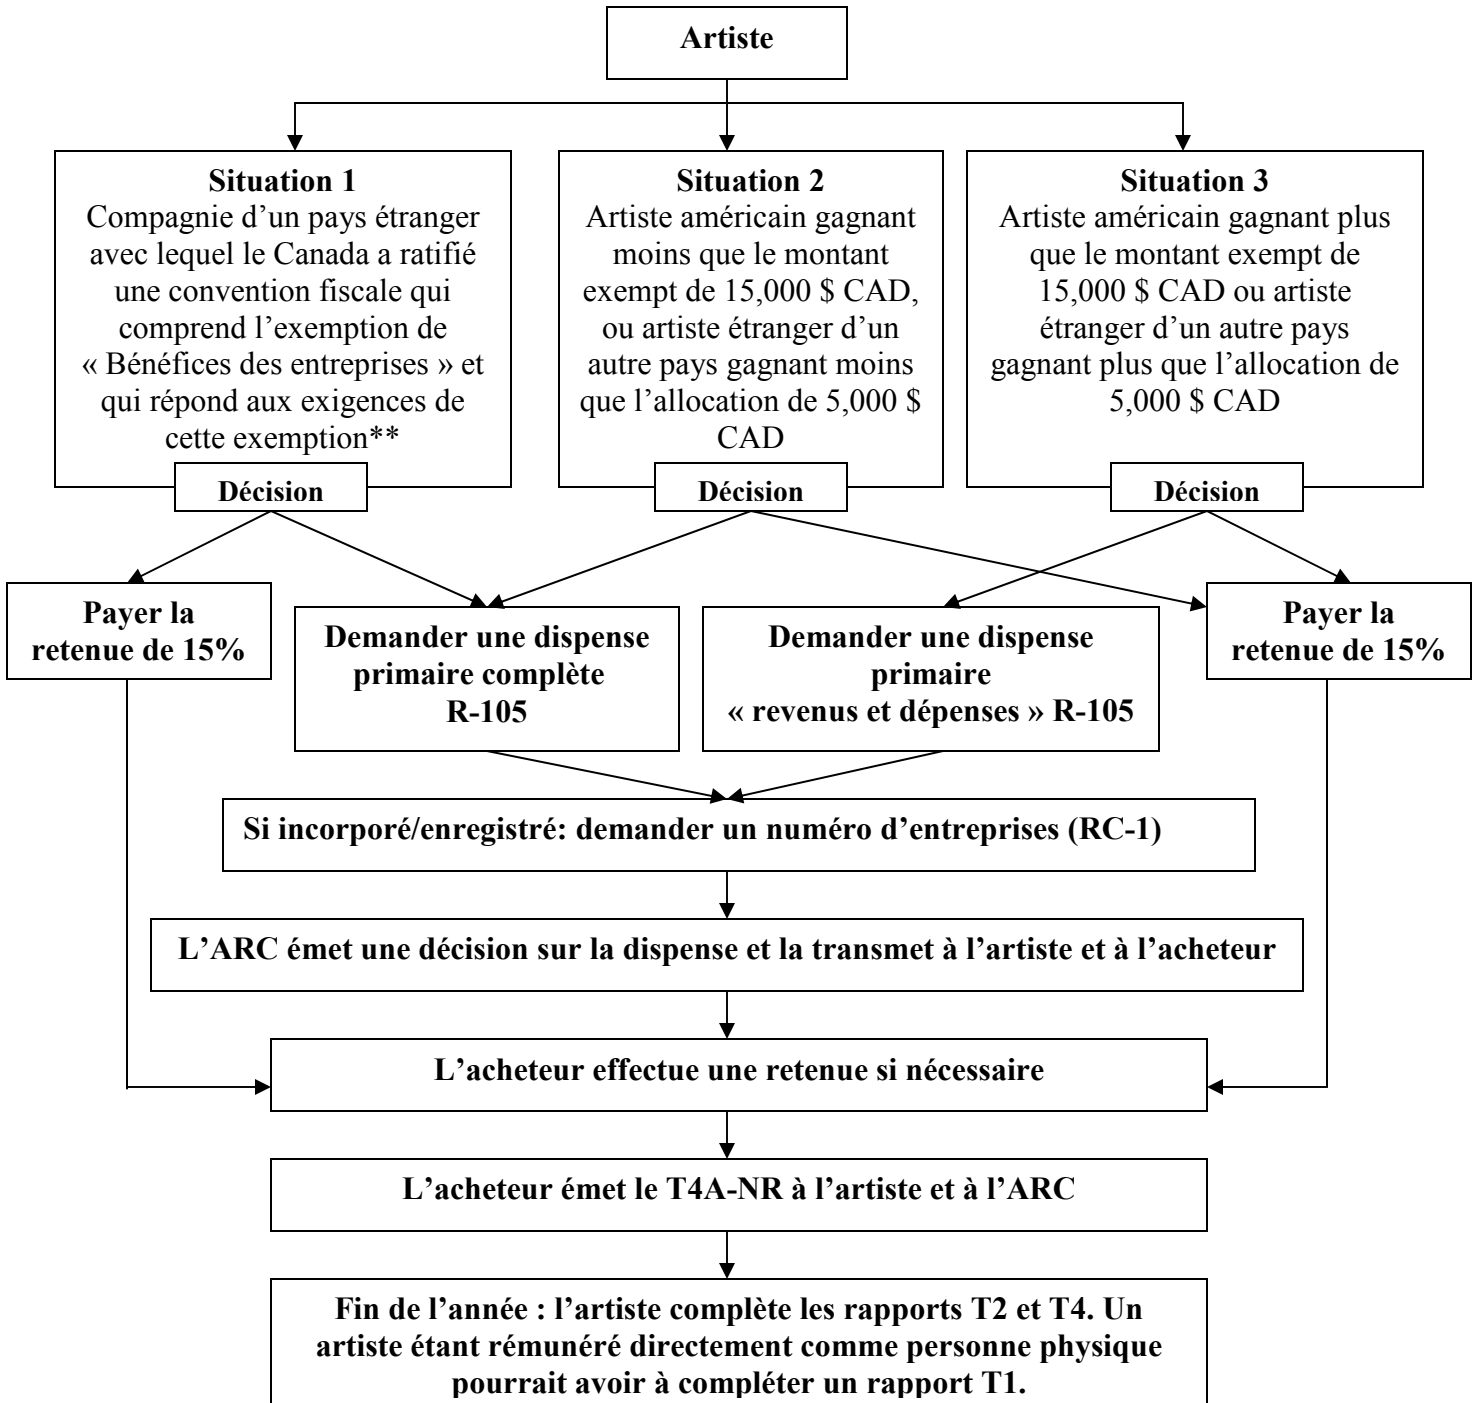 Artiste
Situation 1
Compagnie d’un pays étranger
avec lequel le Canada a ratifié
une convention fiscale qui
comprend l’exemption de
« Bénéfices des entreprises » et
qui répond aux exigences de
cette exemption**
Décision
Situation 2
Artiste américain gagnant
moins que le montant
exempt de 15,000 $ CAD,
ou artiste étranger d’un
autre pays gagnant moins
que l’allocation de 5,000 $
CAD
Décision
Situation 3
Artiste américain gagnant plus
que le montant exempt de
15,000 $ CAD ou artiste
étranger d’un autre pays
gagnant plus que l’allocation de
5,000 $ CAD
Décision
Payer la
retenue de 15%
Demander une dispense
primaire complète
R-105
Demander une dispense
primaire
« revenus et dépenses » R-105
Payer la
retenue de 15%
Si incorporé/enregistré: demander un numéro d’entreprises (RC-1)
L’ARC émet une décision sur la dispense et la transmet à l’artiste et à l’acheteur
L’acheteur effectue une retenue si nécessaire
L’acheteur émet le T4A-NR à l’artiste et à l’ARC
Fin de l’année : l’artiste complète les rapports T2 et T4. Un
artiste étant rémunéré directement comme personne physique
pourrait avoir à compléter un rapport T1.